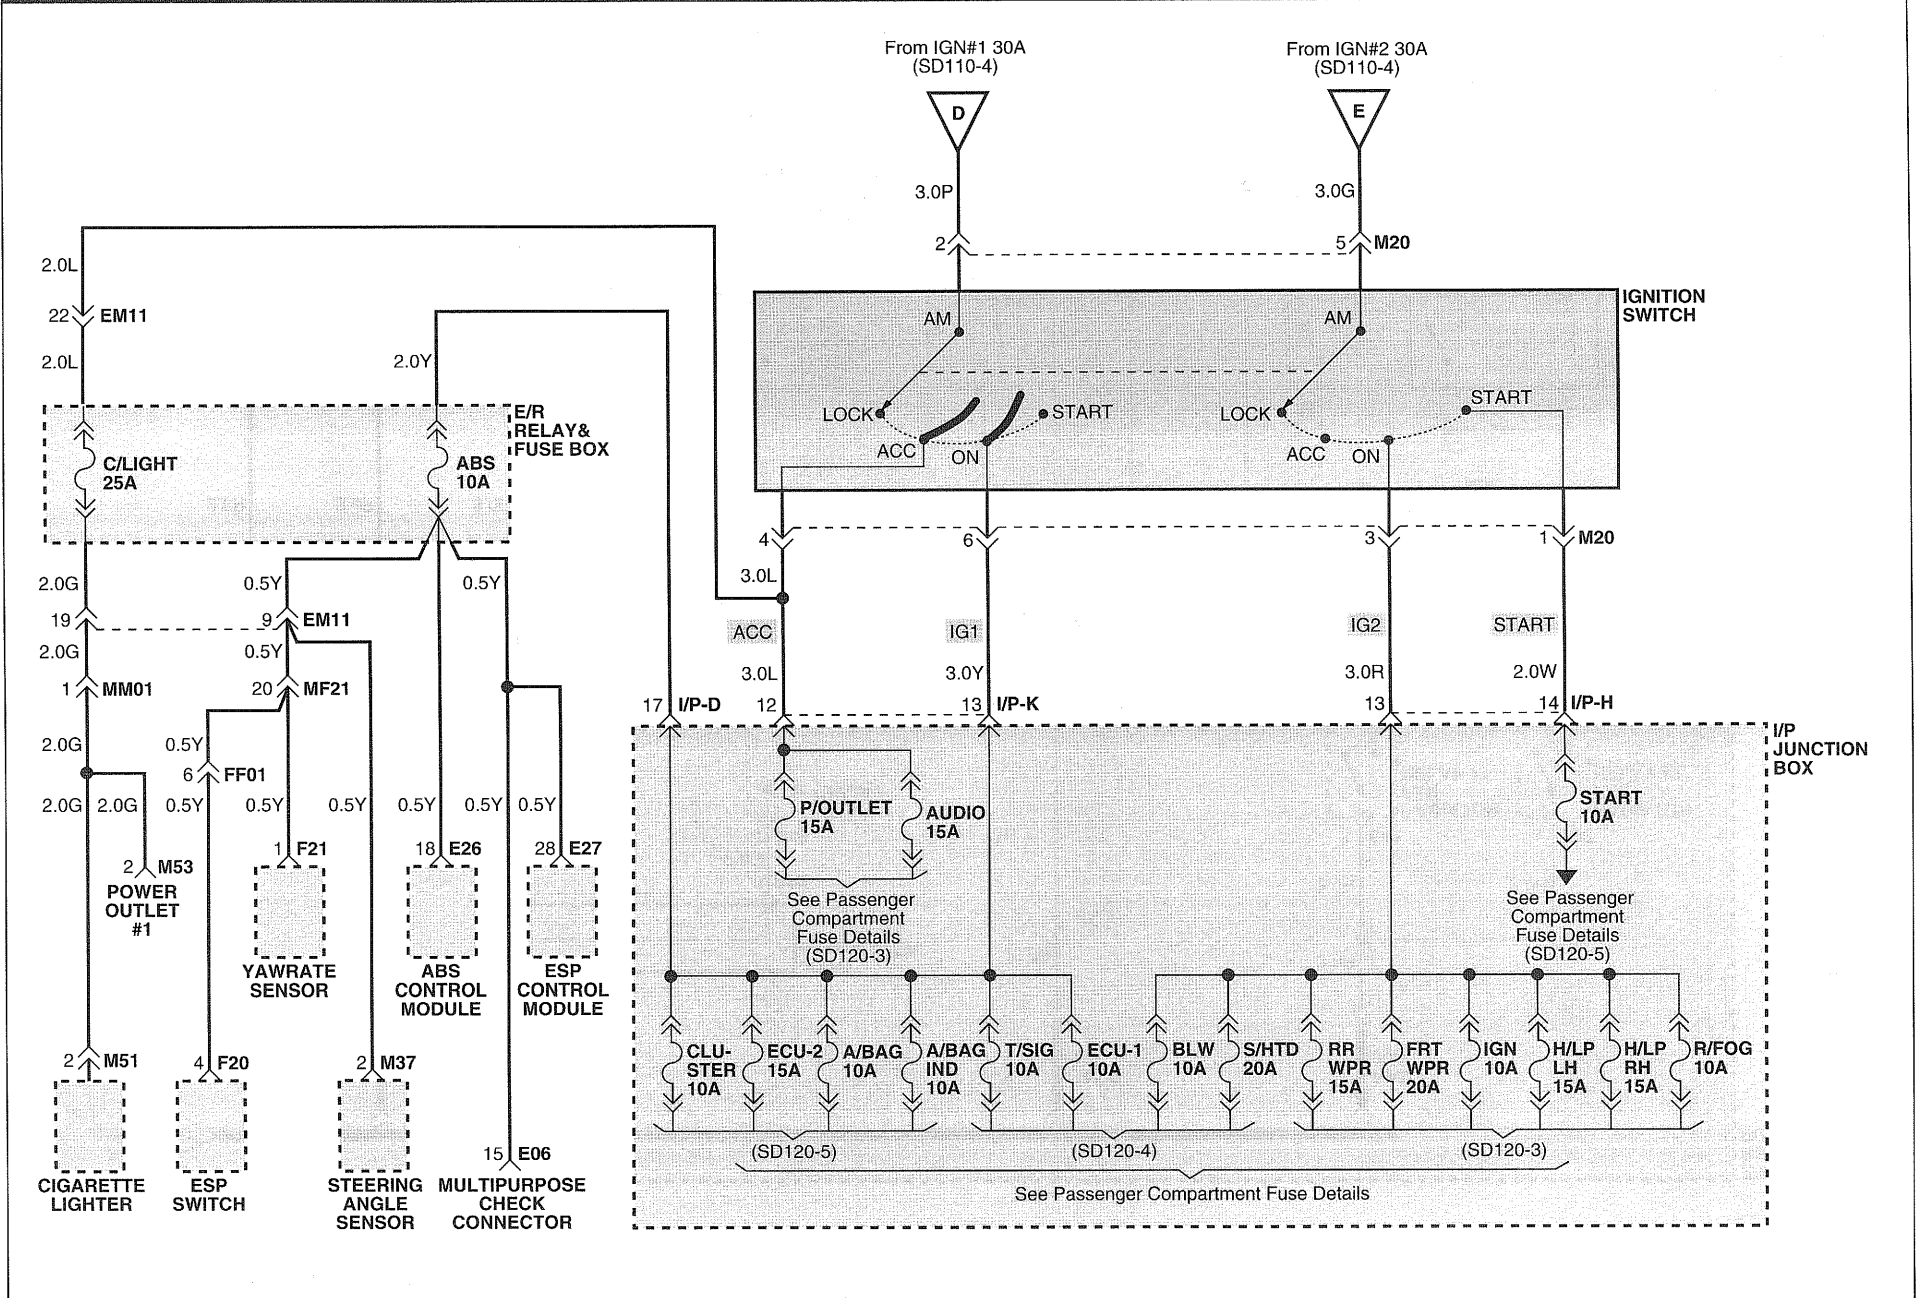 From IGN#1 30A
(SD110-4)
From IGN#2 30A
(SD110-4)
D
E
3.0P
3.0G
2
5
M20
IGNITION
SWITCH
AM
AM
LOCK
ACC
ON
START
LOCK
ACC
ON
START
4
6
3
1
M20
3.0L
ACC
IG1
IG2
START
3.0L
3.0Y
3.0R
2.0W
17
I/P-D
12
13
I/P-K
13
14
I/P-H
2.0L
22
EM11
2.0L
2.0Y
E/R
RELAY&
FUSE BOX
C/LIGHT
25A
ABS
10A
2.0G
0.5Y
0.5Y
19
9
EM11
2.0G
0.5Y
1
MM01
20
MF21
2.0G
0.5Y
6
FF01
2.0G
2.0G
0.5Y
0.5Y
0.5Y
0.5Y
0.5Y
0.5Y
2
M53
POWER
OUTLET
#1
1
F21
YAWRATE
SENSOR
18
E26
ABS
CONTROL
MODULE
28
E27
ESP
CONTROL
MODULE
2
M51
CIGARETTE
LIGHTER
4
F20
ESP
SWITCH
2
M37
STEERING
ANGLE
SENSOR
15
E06
MULTIPURPOSE
CHECK
CONNECTOR
I/P
JUNCTION
BOX
P/OUTLET
15A
AUDIO
15A
See Passenger
Compartment
Fuse Details
(SD120-3)
START
10A
See Passenger
Compartment
Fuse Details
(SD120-5)
CLU-
STER
10A
ECU-2
15A
A/BAG
10A
A/BAG
IND
10A
T/SIG
10A
ECU-1
10A
BLW
10A
S/HTD
20A
RR
WPR
15A
FRT
WPR
20A
IGN
10A
H/LP
LH
15A
H/LP
RH
15A
R/FOG
10A
(SD120-5)
(SD120-4)
(SD120-3)
See Passenger Compartment Fuse Details